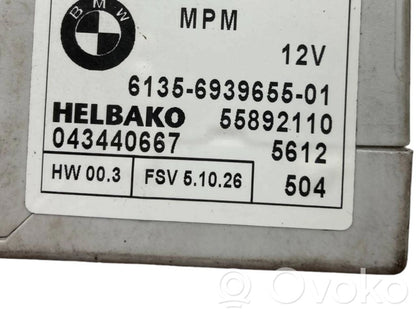 BMW
MPM
12V
6135-6939655-01
HELBAKO 55892110
043440667 5612
HW 00.3 FSV 5.10.26 504
© Ovoko